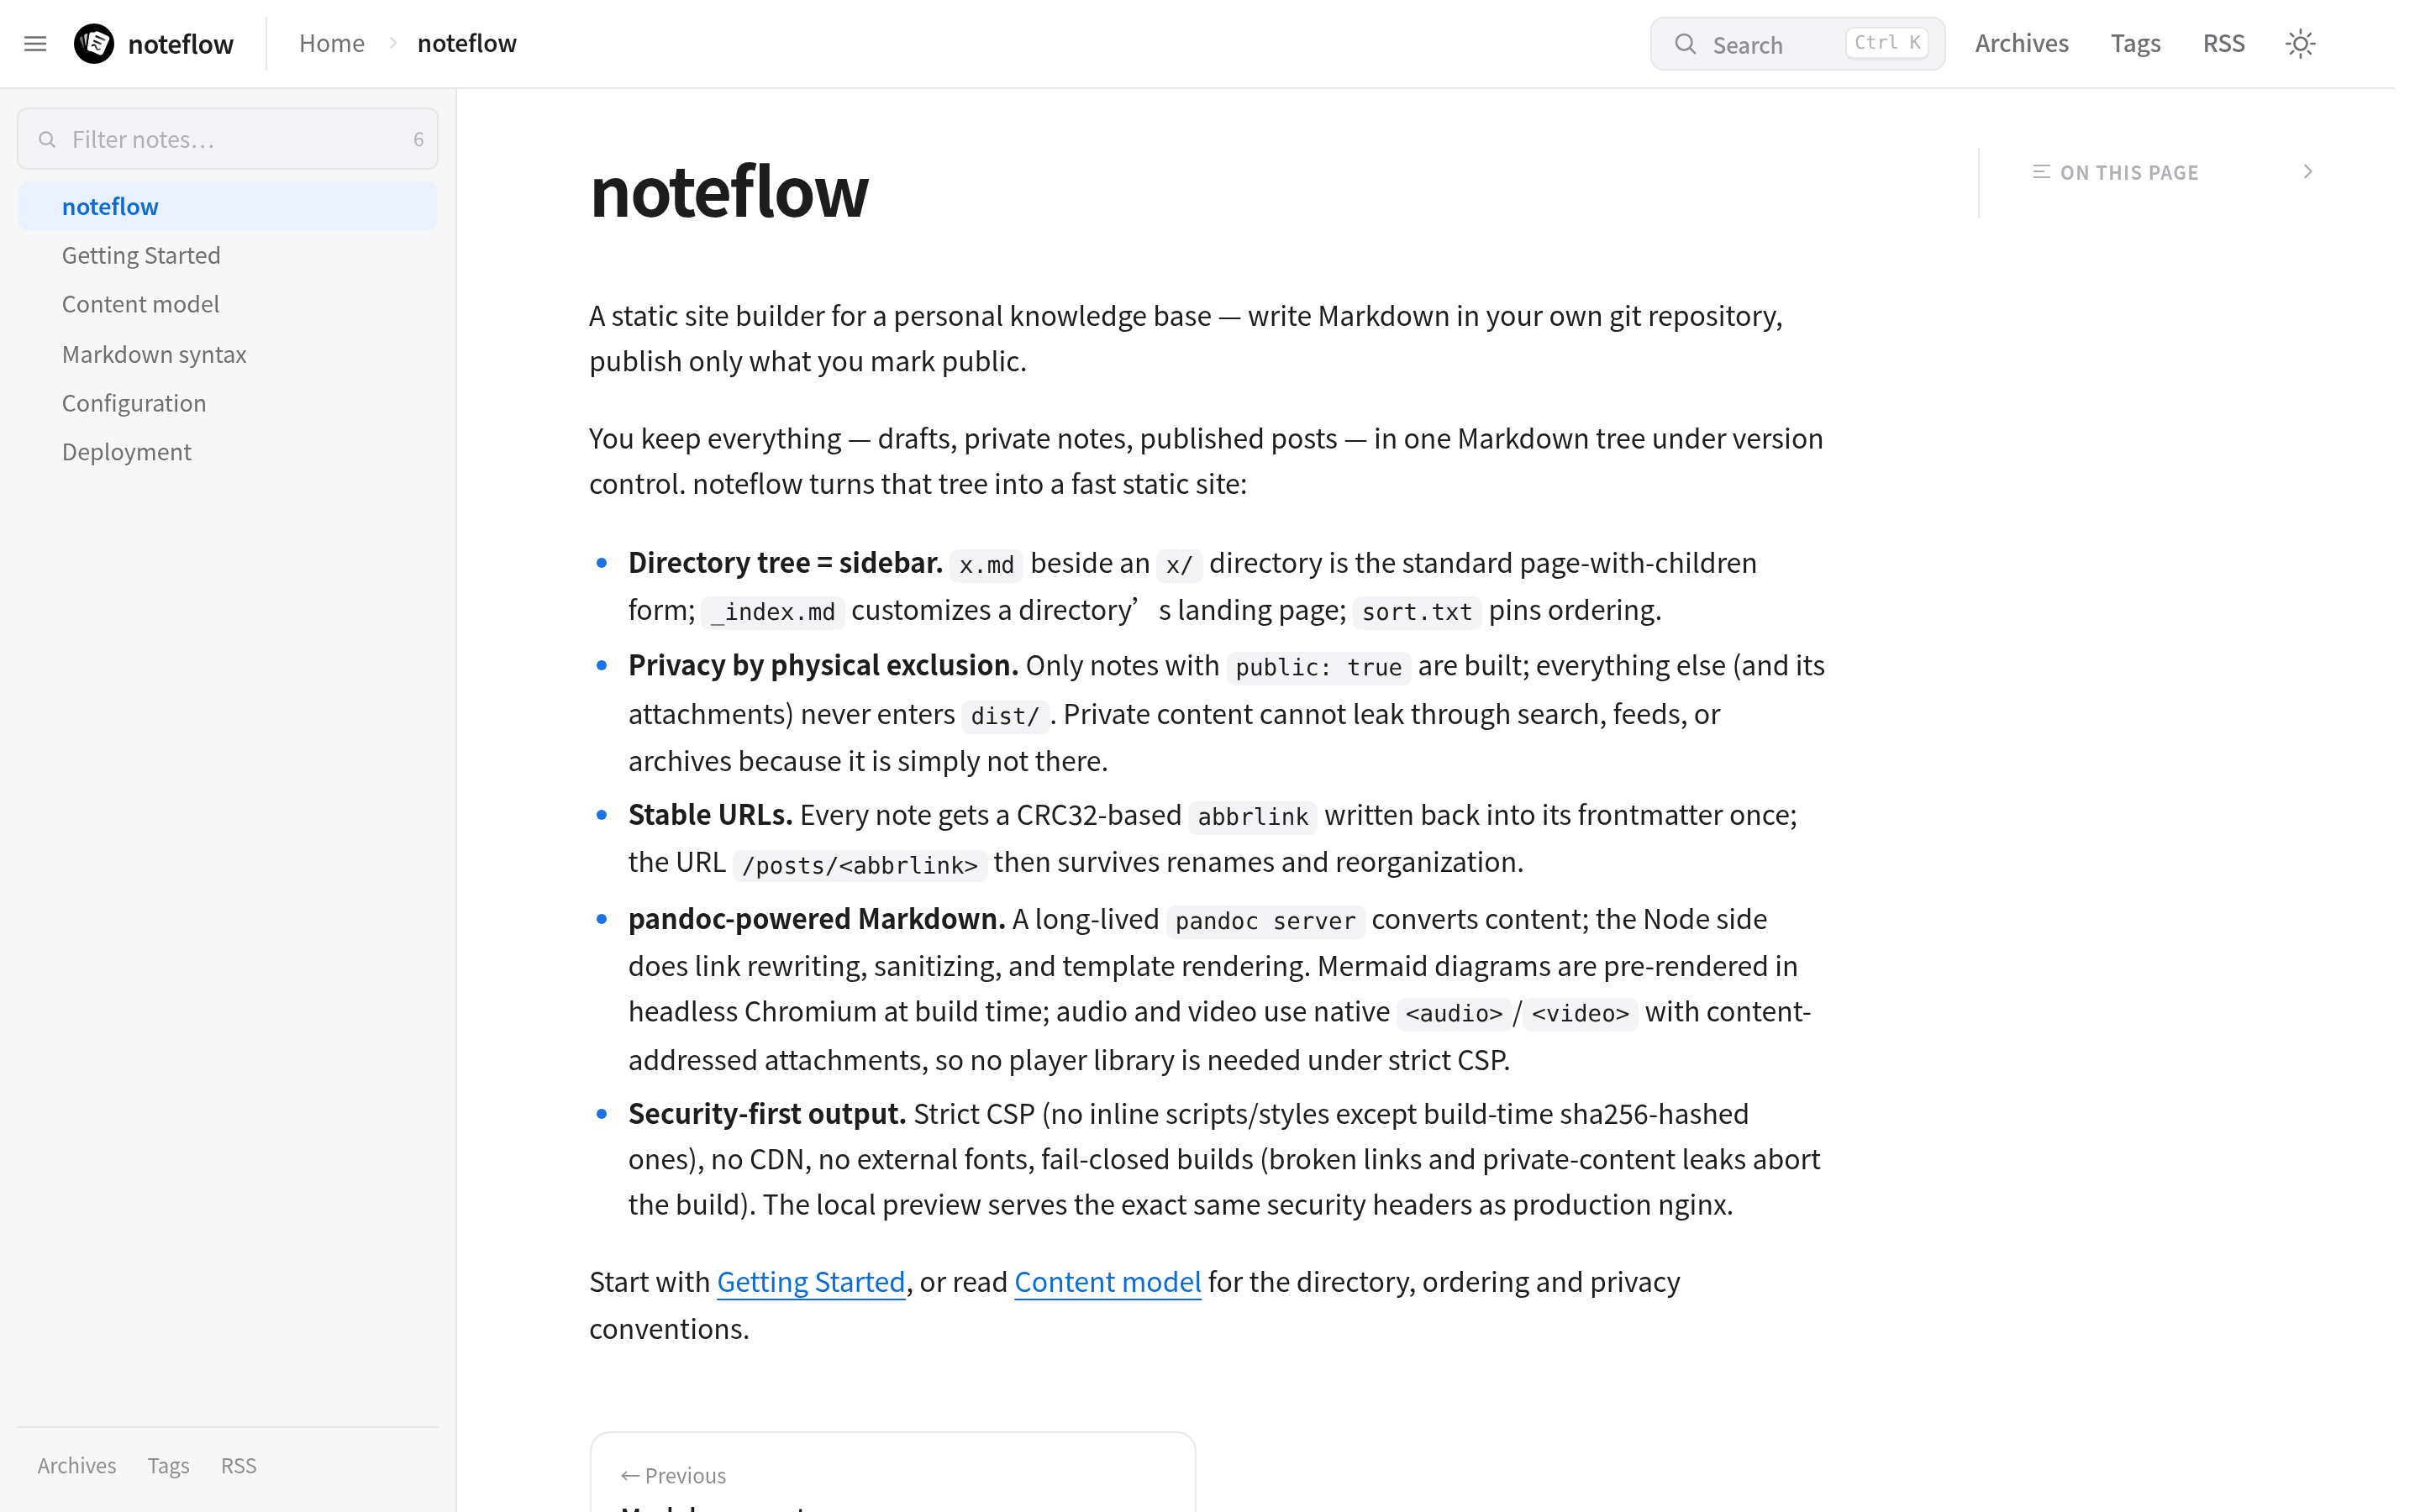 noteflow
Home
noteflow
Search
Ctrl K
Archives
Tags
RSS
Filter notes…
6
noteflow
Getting Started
Content model
Markdown syntax
Configuration
Deployment
Archives
Tags
RSS
noteflow
A static site builder for a personal knowledge base — write Markdown in your own git repository,
publish only what you mark public.
You keep everything — drafts, private notes, published posts — in one Markdown tree under version
control. noteflow turns that tree into a fast static site:
Directory tree = sidebar. x.md beside an x/ directory is the standard page-with-children
form; _index.md customizes a directory’s landing page; sort.txt pins ordering.
Privacy by physical exclusion. Only notes with public: true are built; everything else (and its
attachments) never enters dist/. Private content cannot leak through search, feeds, or
archives because it is simply not there.
Stable URLs. Every note gets a CRC32-based abbrlink written back into its frontmatter once;
the URL /posts/<abbrlink> then survives renames and reorganization.
pandoc-powered Markdown. A long-lived pandoc server converts content; the Node side
does link rewriting, sanitizing, and template rendering. Mermaid diagrams are pre-rendered in
headless Chromium at build time; audio and video use native <audio>/<video> with content-
addressed attachments, so no player library is needed under strict CSP.
Security-first output. Strict CSP (no inline scripts/styles except build-time sha256-hashed
ones), no CDN, no external fonts, fail-closed builds (broken links and private-content leaks abort
the build). The local preview serves the exact same security headers as production nginx.
Start with Getting Started, or read Content model for the directory, ordering and privacy
conventions.
← Previous
ON THIS PAGE